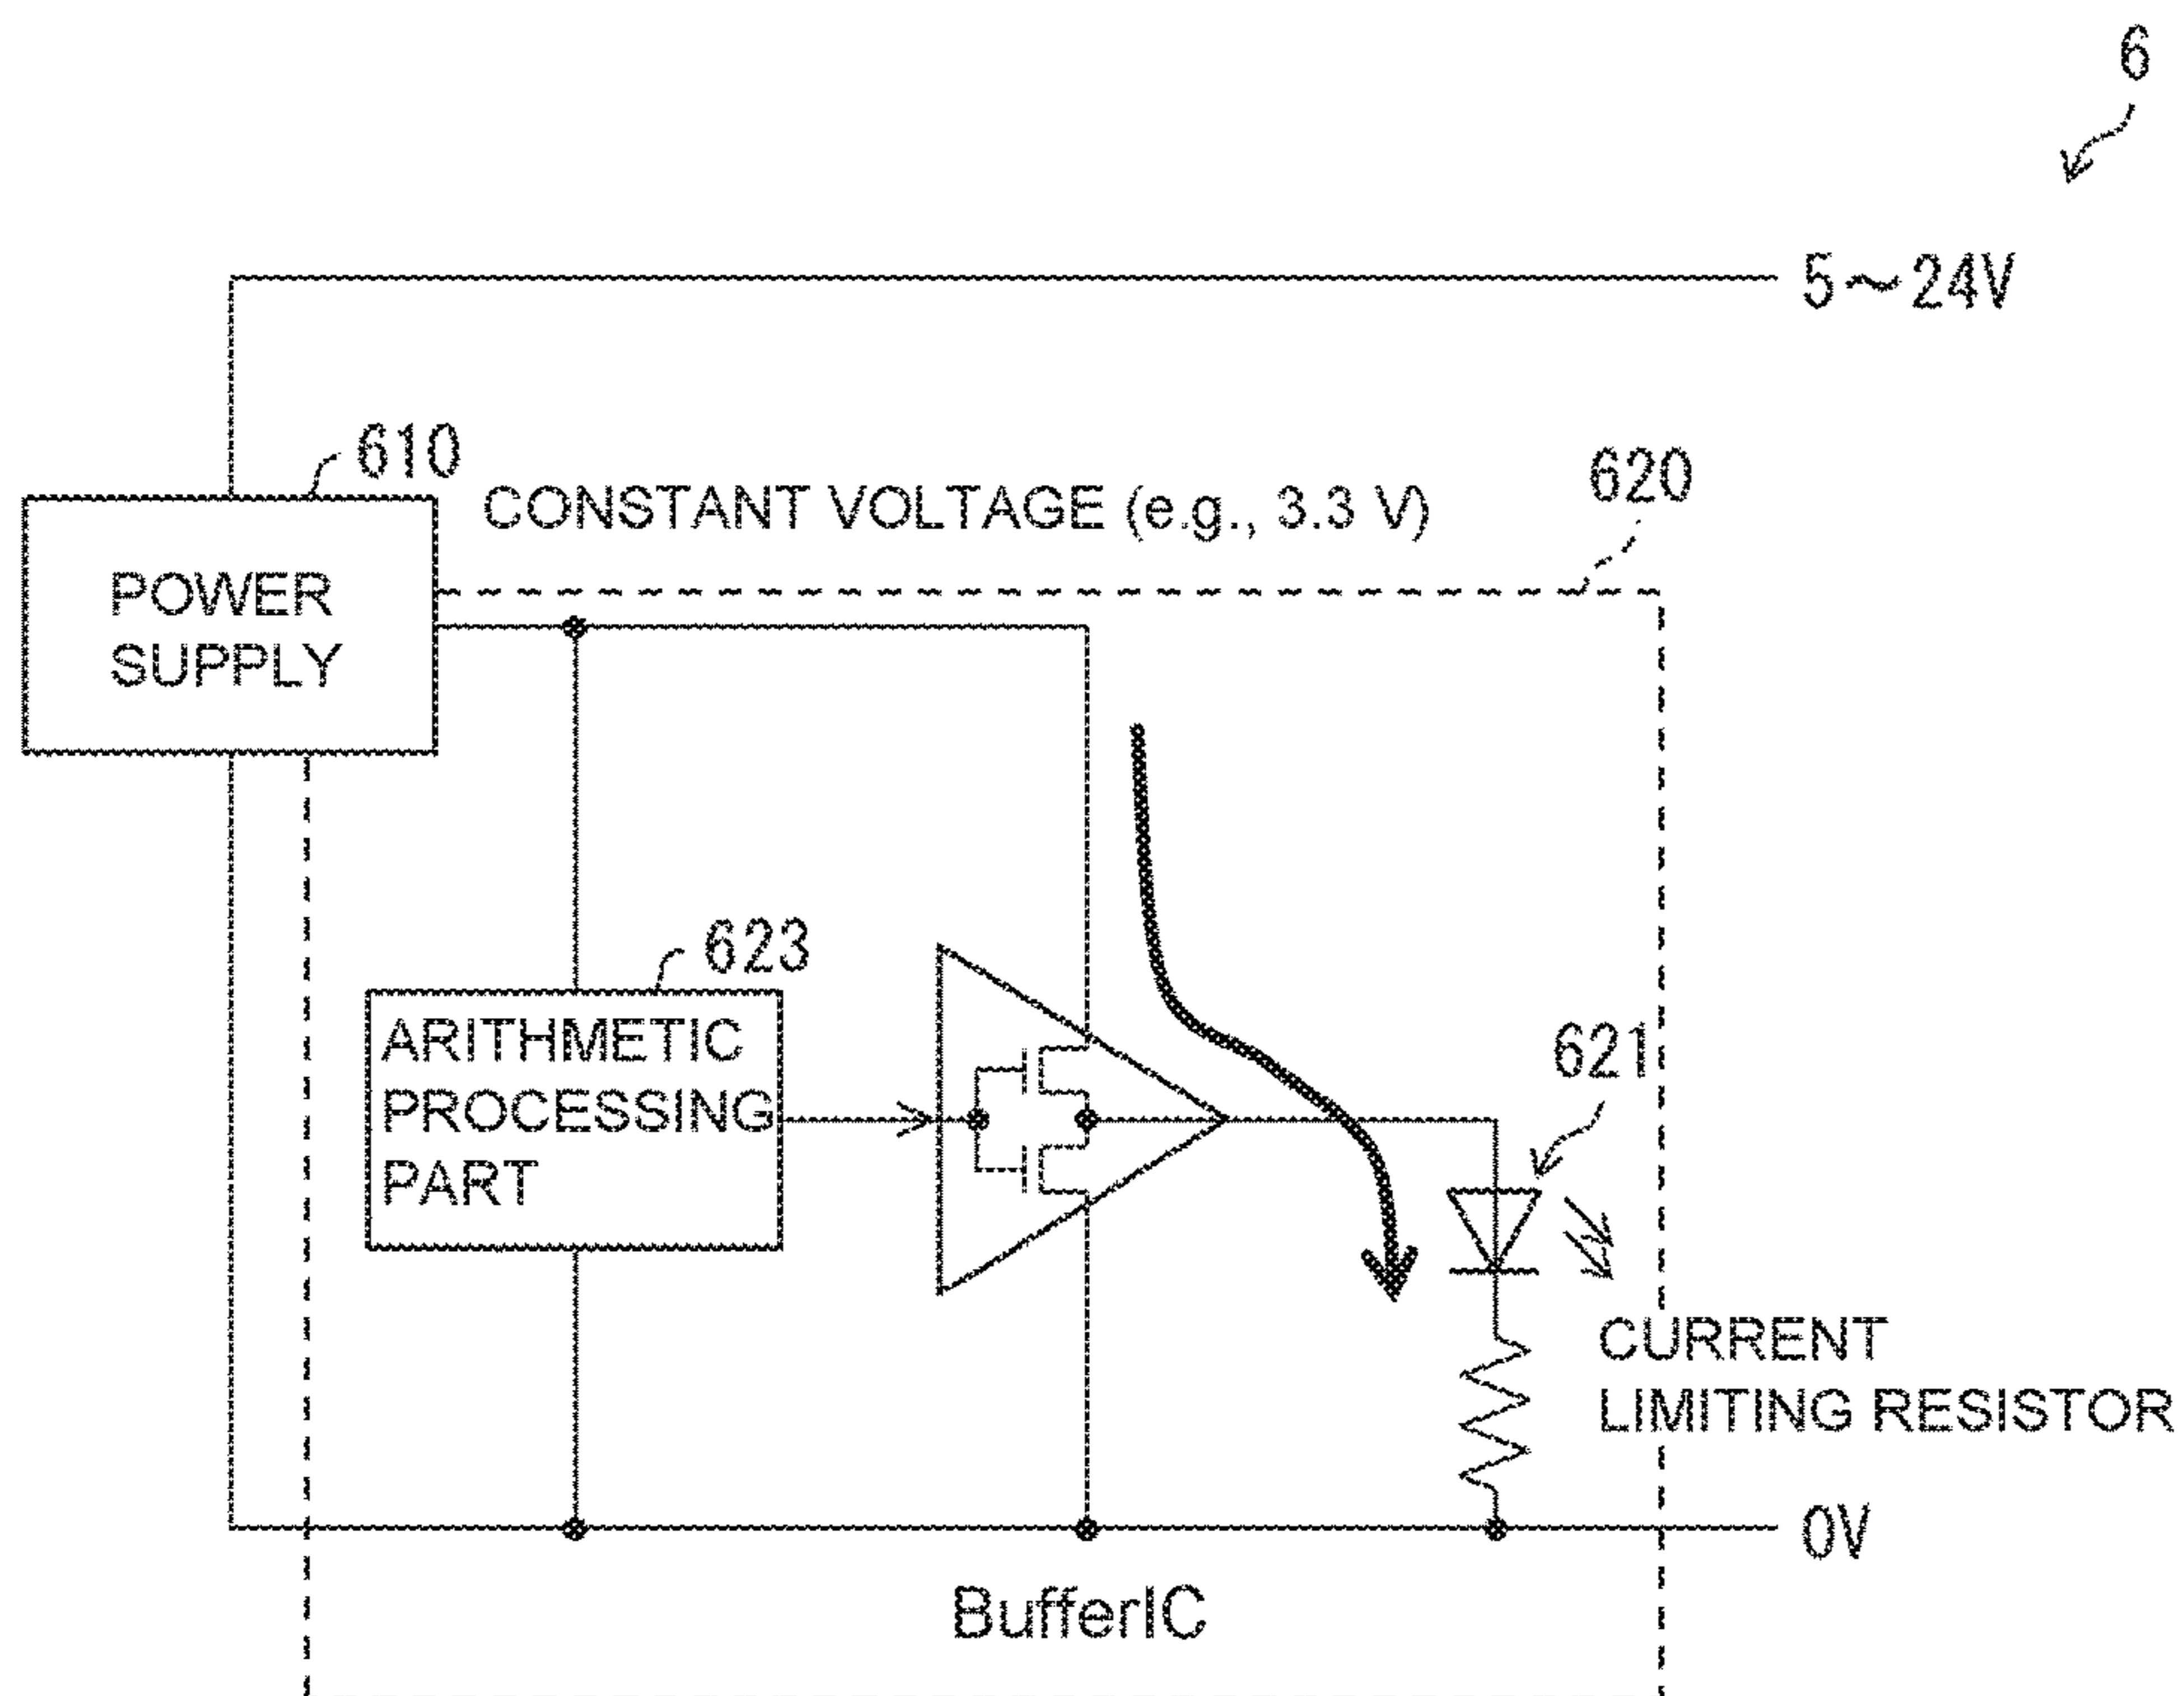 6
5～24V
610
CONSTANT VOLTAGE (e.g., 3.3 V)
620
POWER
SUPPLY
623
ARITHMETIC
PROCESSING
PART
621
CURRENT
LIMITING RESISTOR
0V
BufferIC